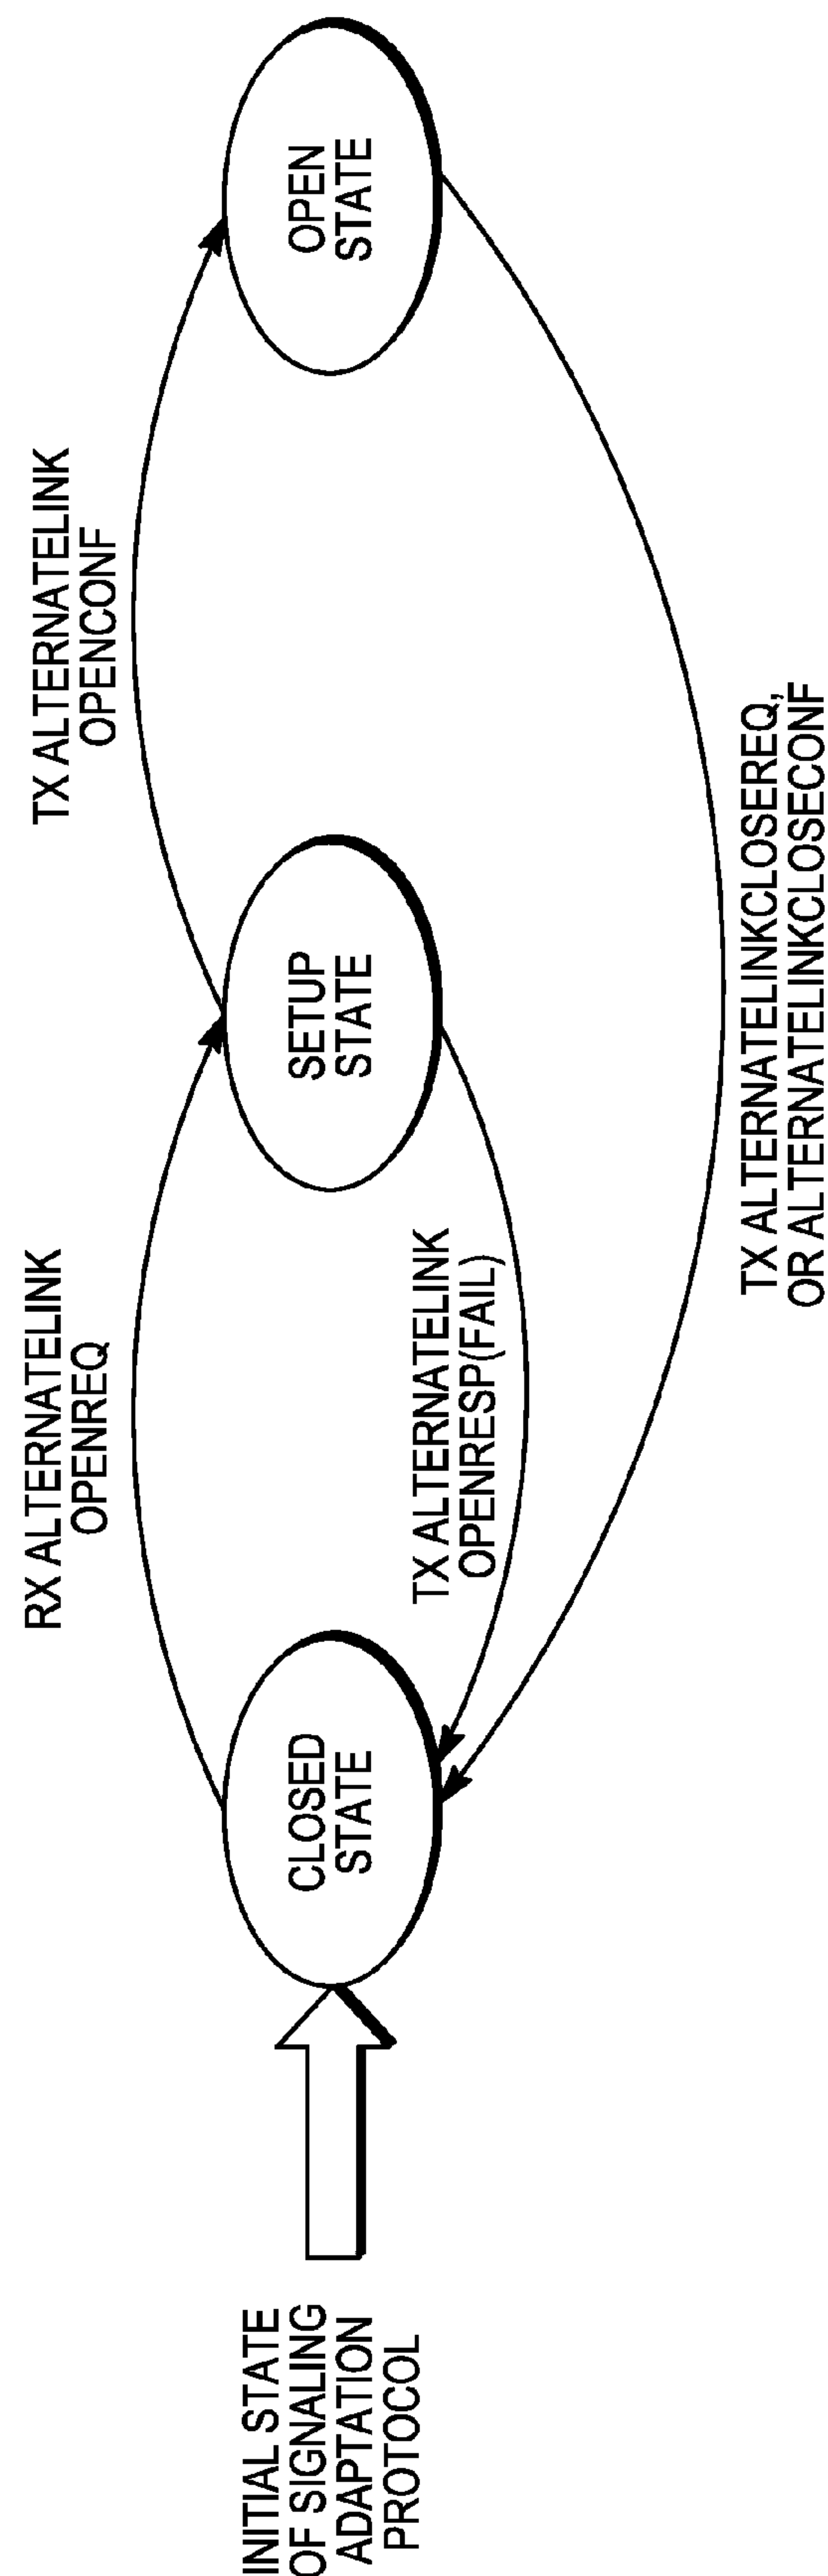 INITIAL STATE
OF SIGNALING
ADAPTATION
PROTOCOL
CLOSED
STATE
RX ALTERNATELINK
OPENREQ
TX ALTERNATELINK
OPENRESP(FAIL)
SETUP
STATE
TX ALTERNATELINK
OPENCONF
OPEN
STATE
TX ALTERNATELINKCLOSEREQ,
OR ALTERNATELINKCLOSECONF